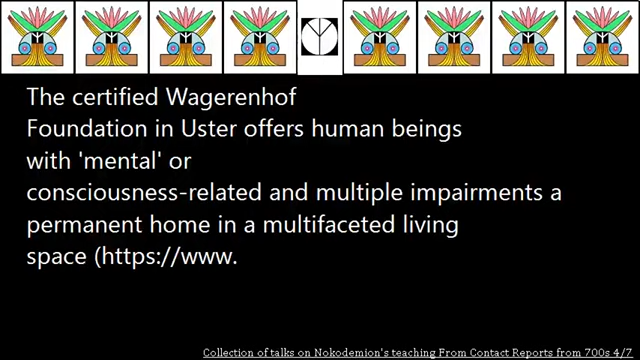 The certified Wagerenhof
Foundation in Uster offers human beings
with 'mental' or
consciousness-related and multiple impairments a
permanent home in a multifaceted living
space (https://www.
Collection of talks on Nokodemion's teaching From Contact Reports from 700s 4/7